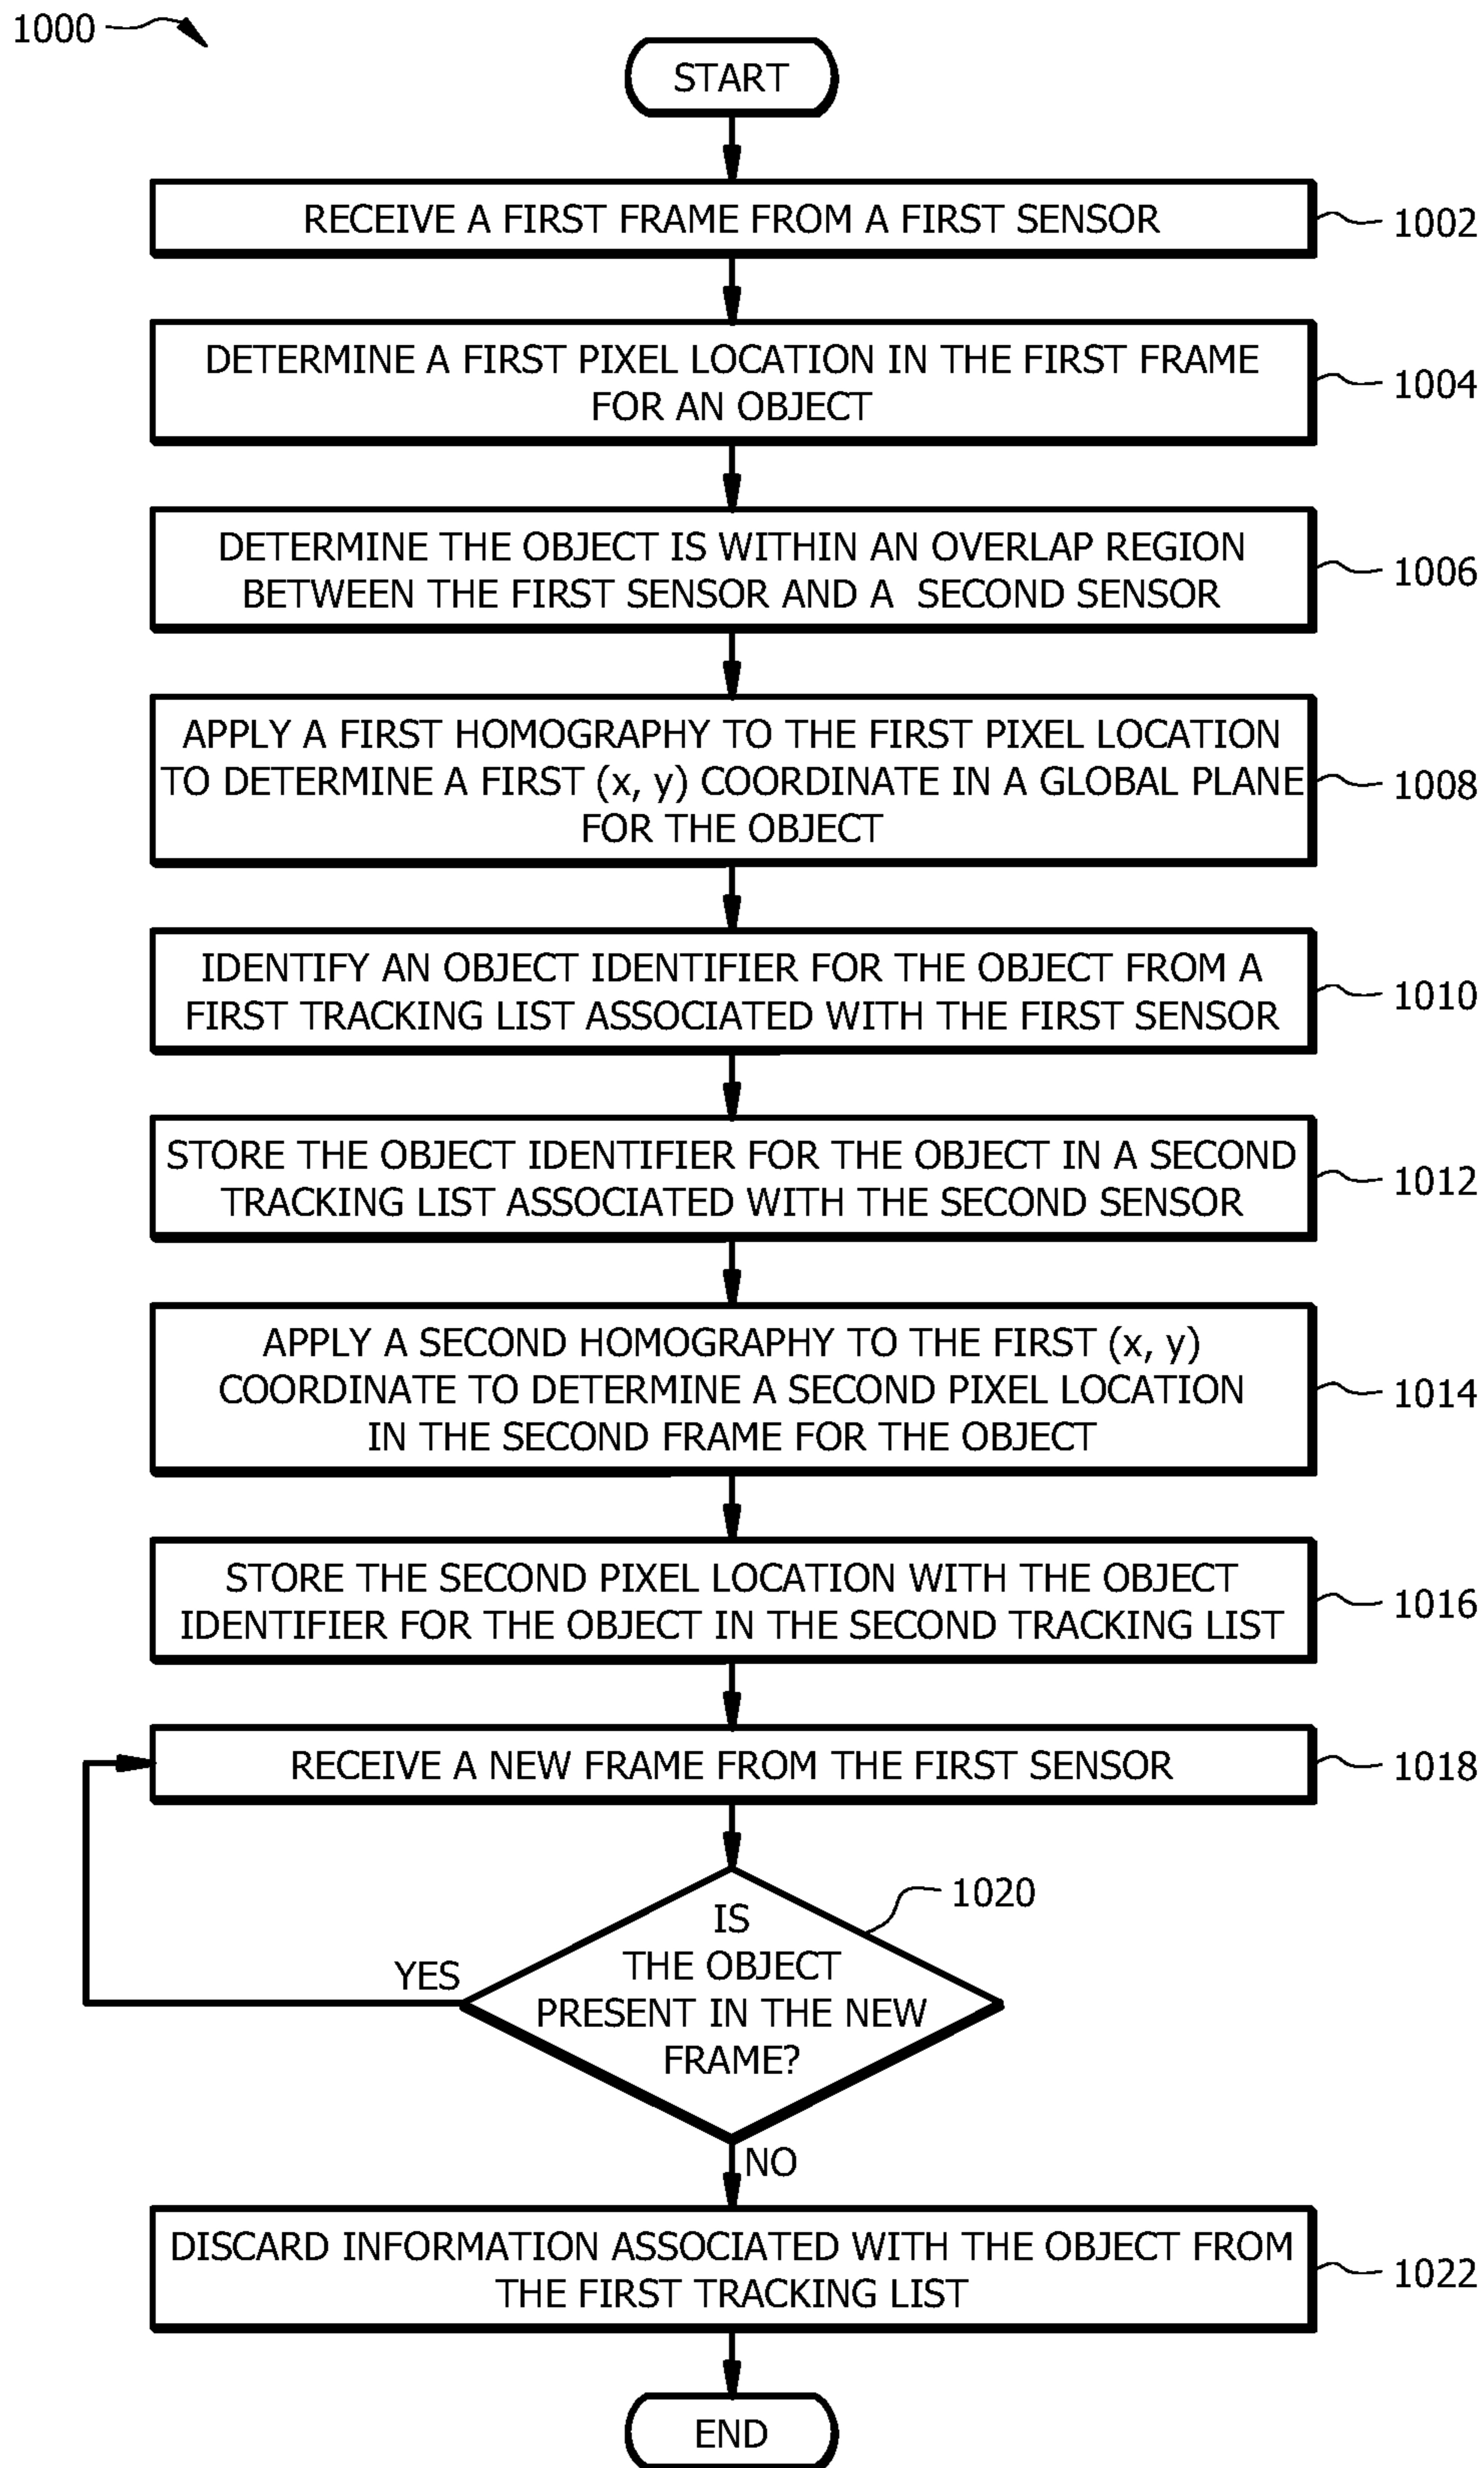 1000
START
RECEIVE A FIRST FRAME FROM A FIRST SENSOR
1002
DETERMINE A FIRST PIXEL LOCATION IN THE FIRST FRAME
FOR AN OBJECT
1004
DETERMINE THE OBJECT IS WITHIN AN OVERLAP REGION
BETWEEN THE FIRST SENSOR AND A SECOND SENSOR
1006
APPLY A FIRST HOMOGRAPHY TO THE FIRST PIXEL LOCATION
TO DETERMINE A FIRST (x, y) COORDINATE IN A GLOBAL PLANE
FOR THE OBJECT
1008
IDENTIFY AN OBJECT IDENTIFIER FOR THE OBJECT FROM A
FIRST TRACKING LIST ASSOCIATED WITH THE FIRST SENSOR
1010
STORE THE OBJECT IDENTIFIER FOR THE OBJECT IN A SECOND
TRACKING LIST ASSOCIATED WITH THE SECOND SENSOR
1012
APPLY A SECOND HOMOGRAPHY TO THE FIRST (x, y)
COORDINATE TO DETERMINE A SECOND PIXEL LOCATION
IN THE SECOND FRAME FOR THE OBJECT
1014
STORE THE SECOND PIXEL LOCATION WITH THE OBJECT
IDENTIFIER FOR THE OBJECT IN THE SECOND TRACKING LIST
1016
RECEIVE A NEW FRAME FROM THE FIRST SENSOR
1018
IS
THE OBJECT
PRESENT IN THE NEW
FRAME?
1020
YES
NO
DISCARD INFORMATION ASSOCIATED WITH THE OBJECT FROM
THE FIRST TRACKING LIST
1022
END